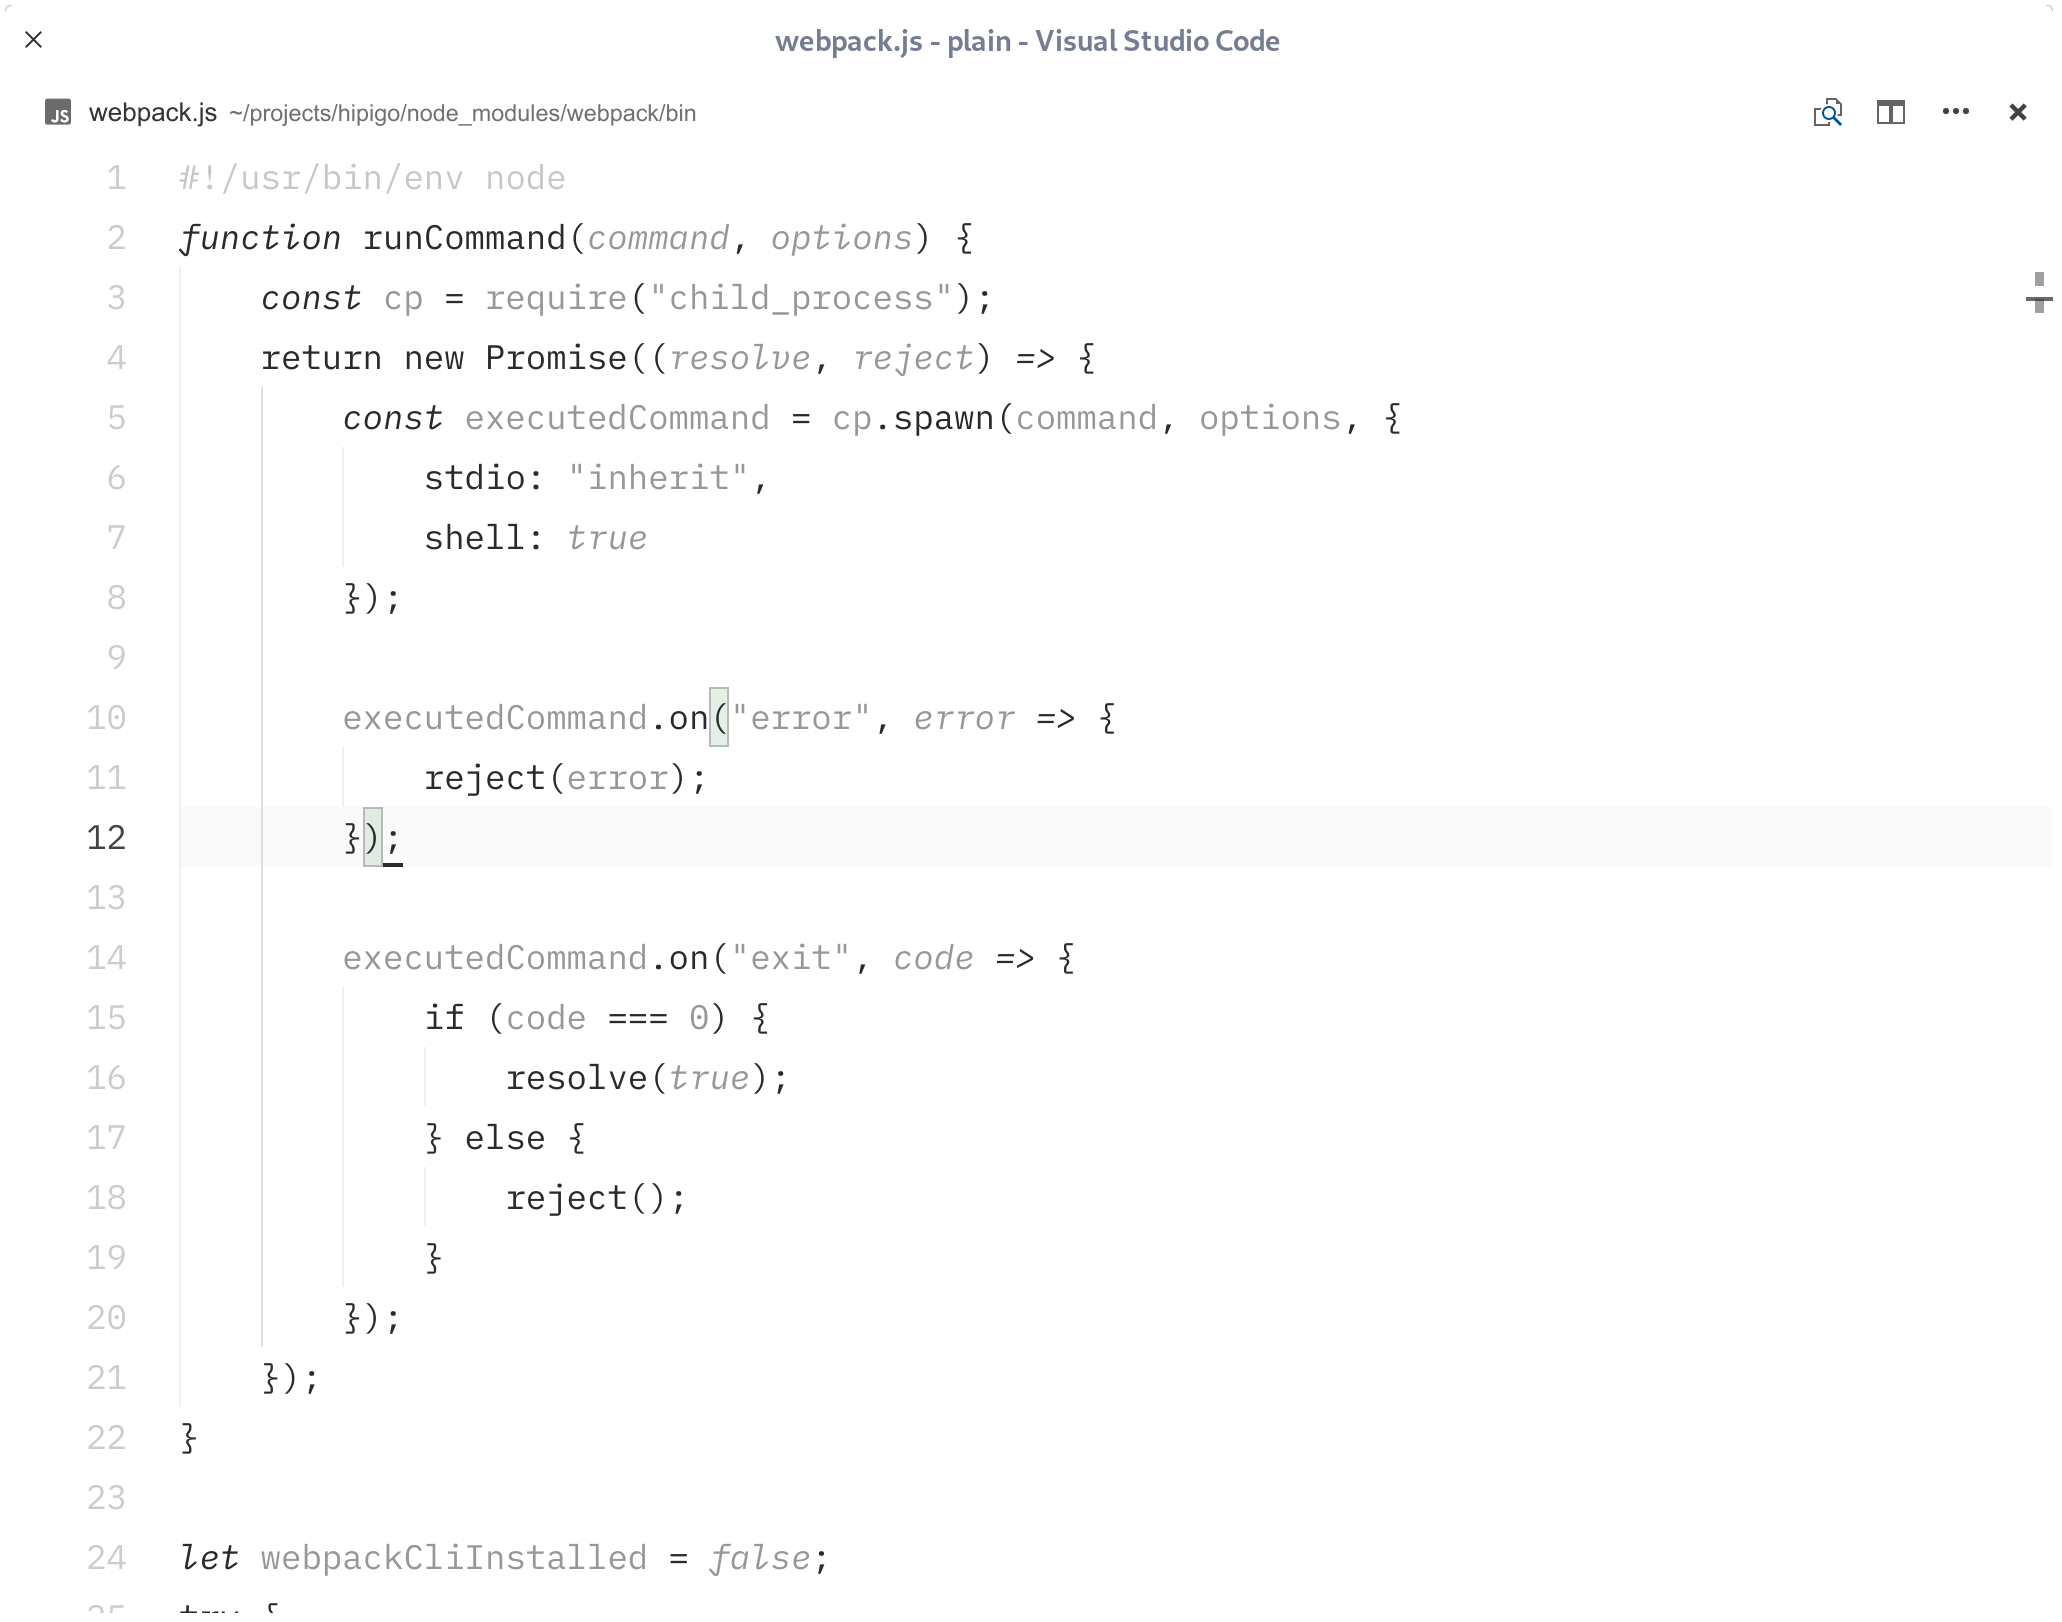 webpack.js - plain - Visual Studio Code
JS webpack.js ~/projects/hipigo/node_modules/webpack/bin
1 #!/usr/bin/env node
2 function runCommand(command, options) {
3     const cp = require("child_process");
4     return new Promise((resolve, reject) => {
5         const executedCommand = cp.spawn(command, options, {
6             stdio: "inherit",
7             shell: true
8         });
9
10         executedCommand.on("error", error => {
11             reject(error);
12         });
13
14         executedCommand.on("exit", code => {
15             if (code === 0) {
16                 resolve(true);
17             } else {
18                 reject();
19             }
20         });
21     });
22 }
23
24 let webpackCliInstalled = false;
25 try {